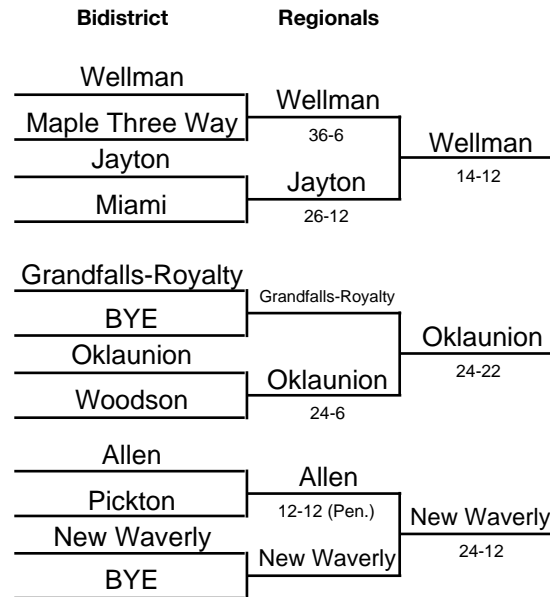 Bidistrict Regionals
Wellman
Wellman
Maple Three Way
36-6
Wellman
Jayton
14-12
Jayton
Miami
26-12
Grandfalls-Royalty
Grandfalls-Royalty
BYE
Oklaunion
Oklaunion
24-22
Oklaunion
Woodson
24-6
Allen
Allen
Pickton
12-12 (Pen.)
New Waverly
New Waverly
24-12
New Waverly
BYE